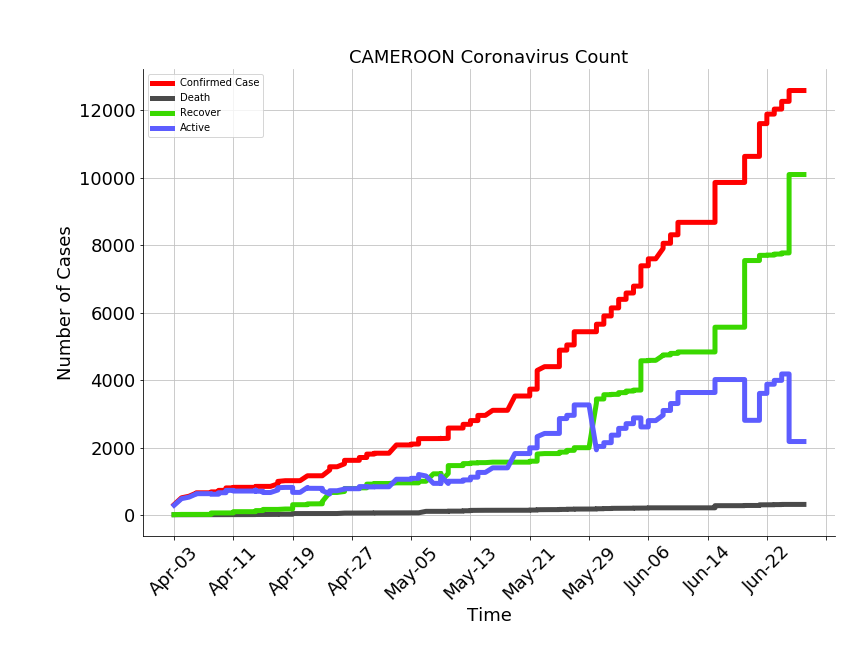 CAMEROON Coronavirus Count
Confirmed Case
Death
Recover
Active
12000
10000
8000
6000
4000
2000
0
Number of Cases
Apr-03
Apr-11
Apr-19
Apr-27
May-05
May-13
May-21
May-29
Jun-06
Jun-14
Jun-22
Time